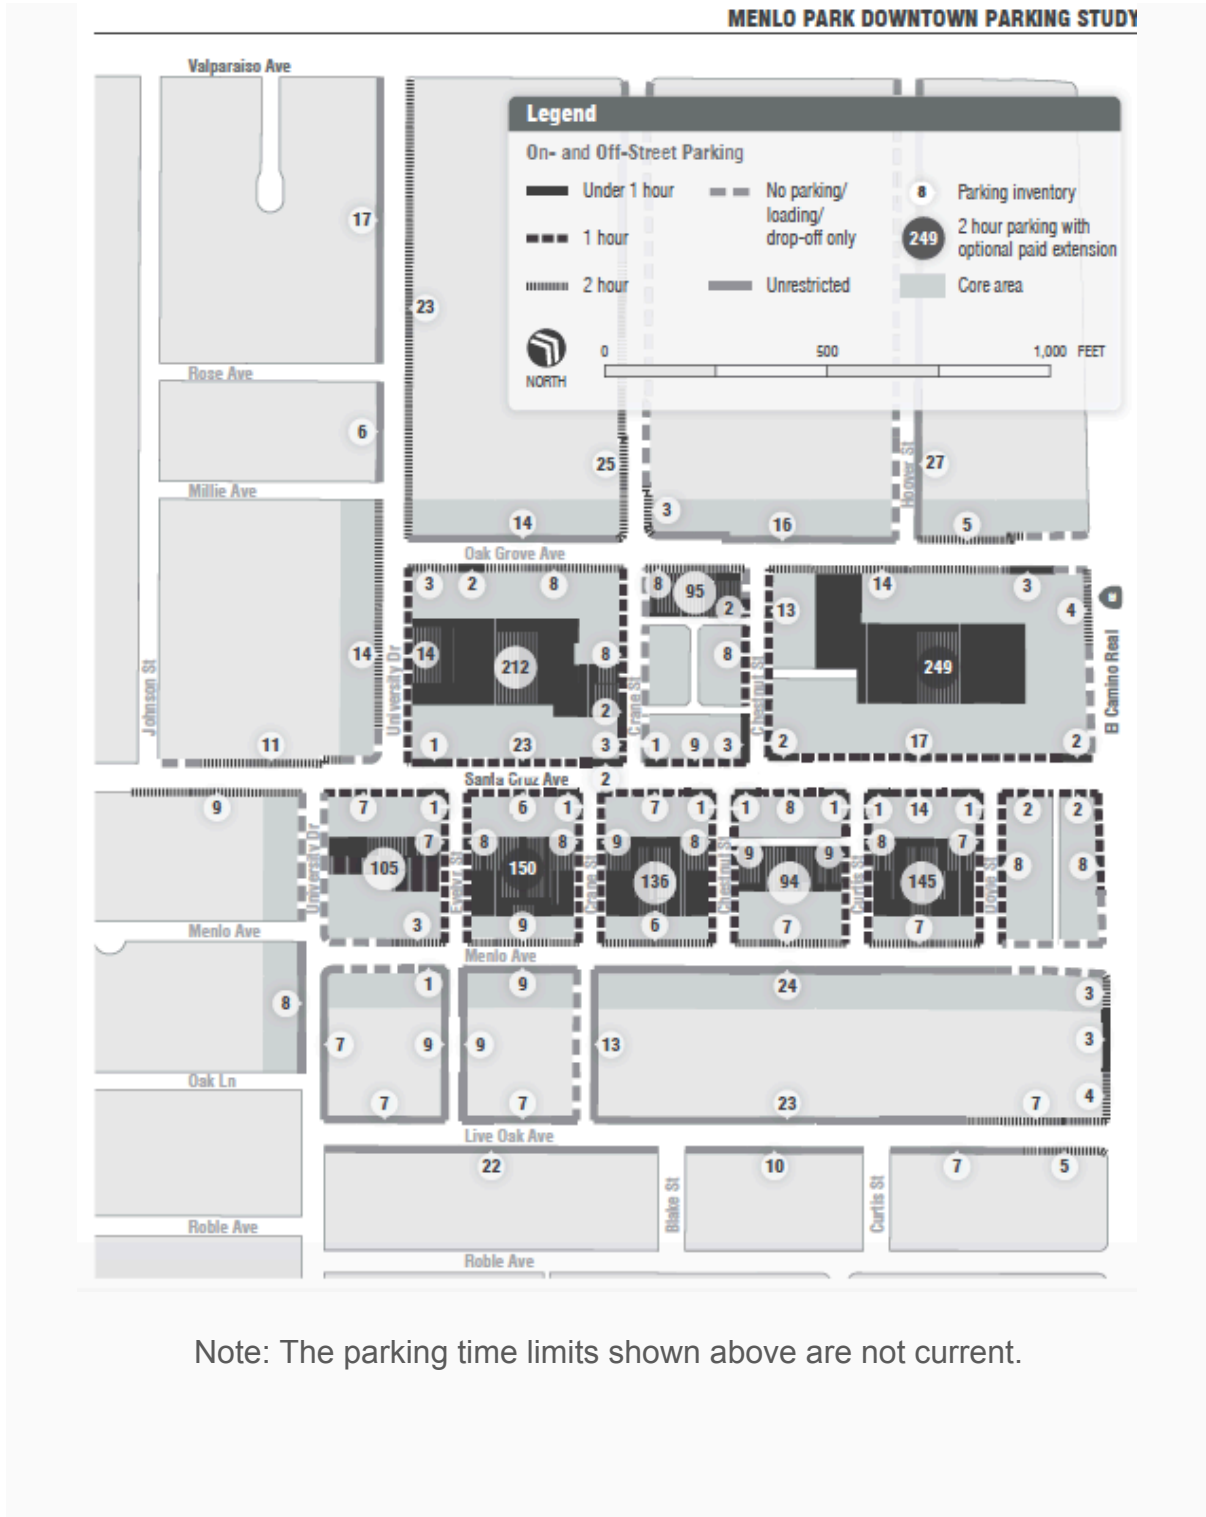 MENLO PARK DOWNTOWN PARKING STUDY
Valparaiso Ave
Legend
On- and Off-Street Parking
Under 1 hour
1 hour
2 hour
No parking/
loading/
drop-off only
Unrestricted
8 Parking inventory
249 2 hour parking with
optional paid extension
Core area
NORTH
0 500 1,000 FEET
17
23
Rose Ave
6
25
Hoover St
27
Millie Ave
3
14 16 5
Oak Grove Ave
3 2 8 8 95 2 14 3
13 4
Johnson St
14
University Dr
14 212 8
Crane St
8
Chestnut St
249
El Camino Real
2
11 1 23 3 1 9 3 2 17 2
Santa Cruz Ave 2
9 7 1 6 1 7 1 1 8 1 1 14 1 2 2
7 8 8 9 8 9 9 8 7 8 8
105 150 136 94 145
University Dr
Evelyn St
Crane St
Chestnut St
Curtis St
Doyle St
3 9 6 7 7
Menlo Ave
Menlo Ave
1 9 24 3
8
7 9 9 13 3
Oak Ln
7 7 23 7 4
Live Oak Ave
22 10 7 5
Blake St
Curtis St
Roble Ave
Roble Ave
Note: The parking time limits shown above are not current.